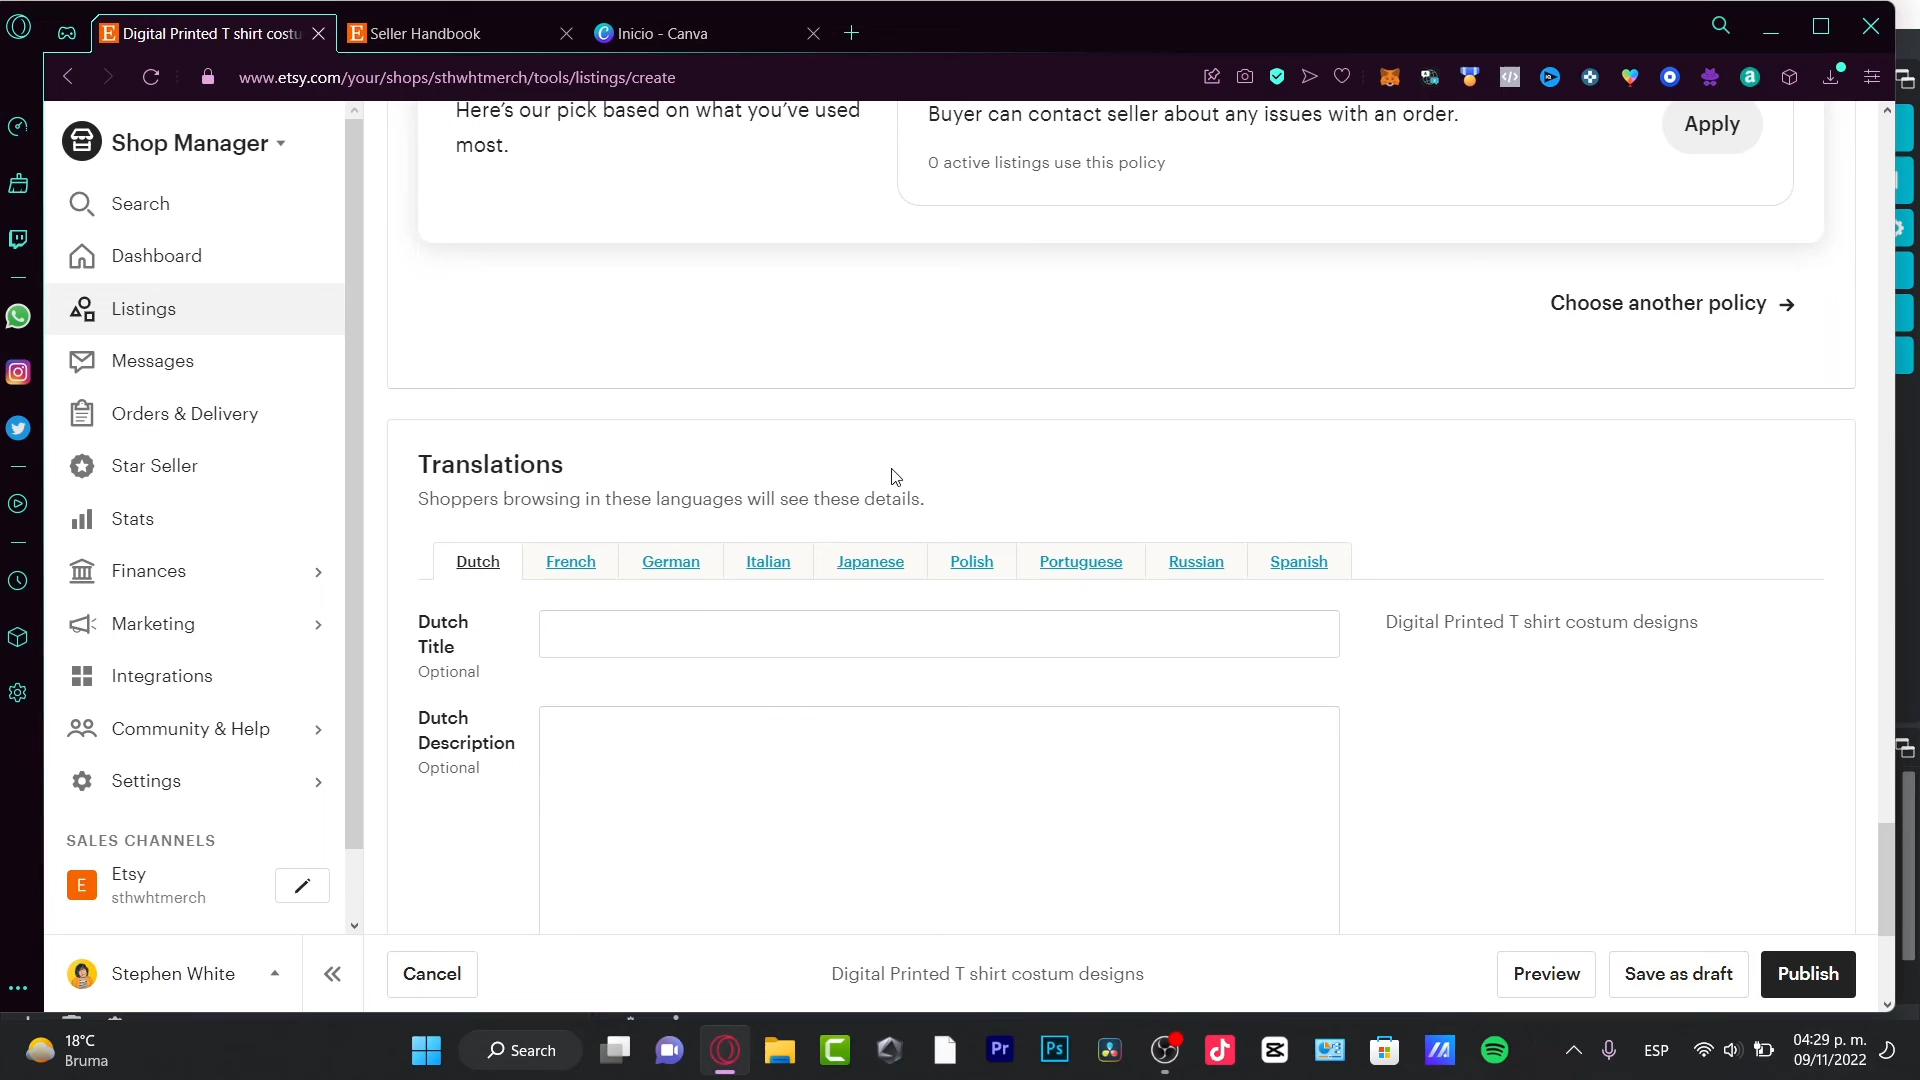 Digital Printed T shirt costu
Seller Handbook
Inicio - Canva
www.etsy.com/your/shops/sthwhtmerch/tools/listings/create
Shop Manager
Search
Dashboard
Listings
Messages
Orders & Delivery
Star Seller
Stats
Finances
Marketing
Integrations
Community & Help
Settings
SALES CHANNELS
E
Etsy
sthwhtmerch
Stephen White
Here's our pick based on what you've used
most.
Buyer can contact seller about any issues with an order.
0 active listings use this policy
Apply
Choose another policy →
Translations
Shoppers browsing in these languages will see these details.
Dutch French German Italian Japanese Polish Portuguese Russian Spanish
Dutch
Title
Optional
Digital Printed T shirt costum designs
Dutch
Description
Optional
Cancel
Digital Printed T shirt costum designs
Preview
Save as draft
Publish
18°C
Bruma
Search
Pr
Ps
ESP
04:29 p. m.
09/11/2022